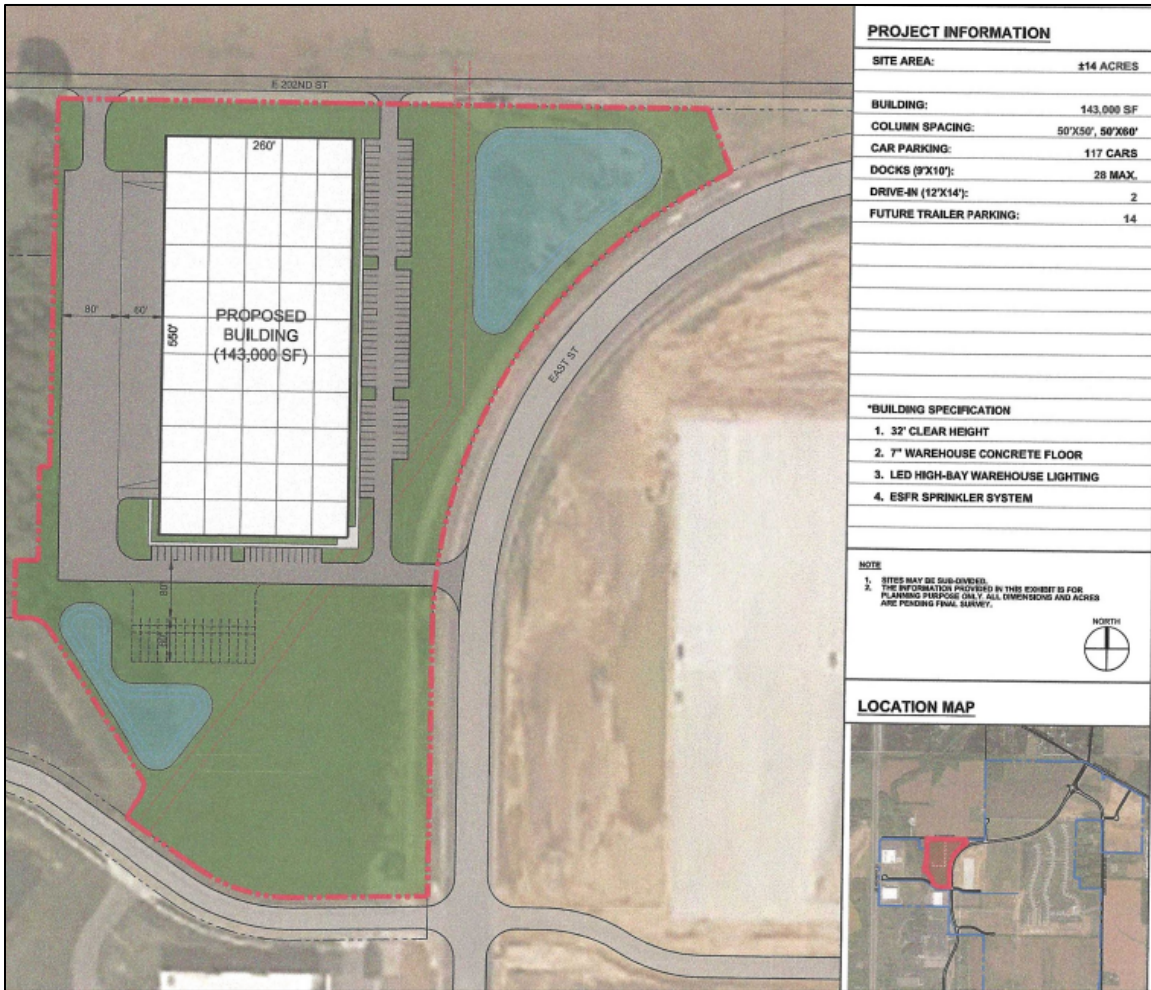 E 202ND ST
260'
80'
60'
550'
PROPOSED
BUILDING
(143,000 SF)
EAST ST
80'
60'
PROJECT INFORMATION
SITE AREA: ±14 ACRES
BUILDING: 143,000 SF
COLUMN SPACING: 50'X50', 50'X60'
CAR PARKING: 117 CARS
DOCKS (9'X10'): 28 MAX.
DRIVE-IN (12'X14'): 2
FUTURE TRAILER PARKING: 14
*BUILDING SPECIFICATION
1. 32' CLEAR HEIGHT
2. 7" WAREHOUSE CONCRETE FLOOR
3. LED HIGH-BAY WAREHOUSE LIGHTING
4. ESFR SPRINKLER SYSTEM
NOTE
1. SITES MAY BE SUB-DIVIDED.
2. THE INFORMATION PROVIDED IN THIS EXHIBIT IS FOR
PLANNING PURPOSE ONLY. ALL DIMENSIONS AND ACRES
ARE PENDING FINAL SURVEY.
NORTH
LOCATION MAP